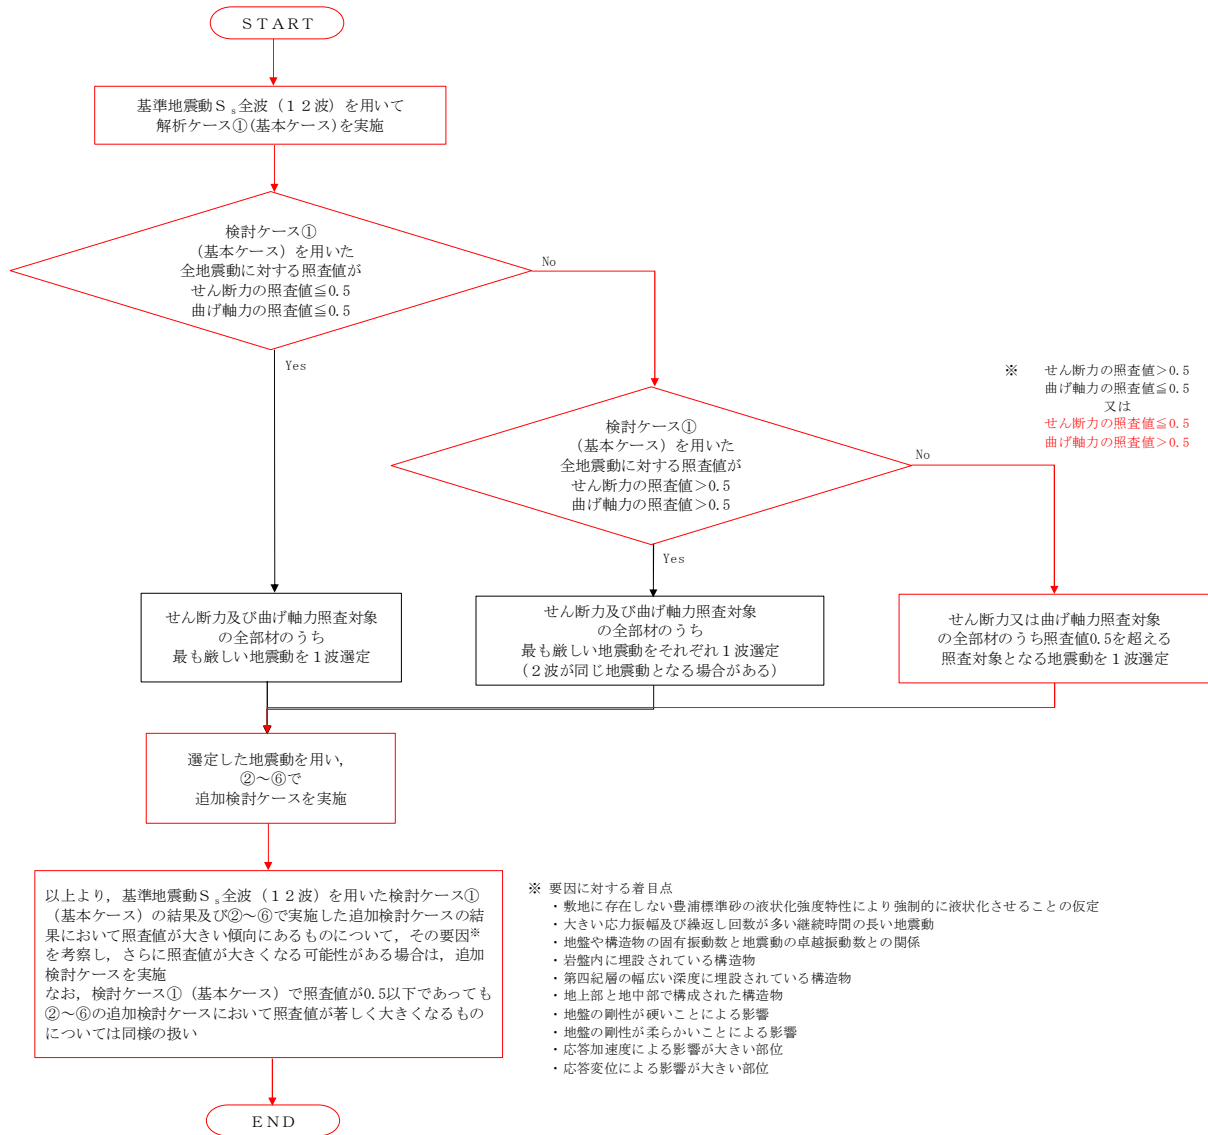 ＳＴＡＲＴ
基準地震動Ｓｓ全波（１２波）を用いて
解析ケース①(基本ケース)を実施
検討ケース①
（基本ケース）を用いた
全地震動に対する照査値が
せん断力の照査値≦0.5
曲げ軸力の照査値≦0.5
No
Yes
※　せん断力の照査値＞0.5
曲げ軸力の照査値≦0.5
又は
せん断力の照査値≦0.5
曲げ軸力の照査値＞0.5
検討ケース①
（基本ケース）を用いた
全地震動に対する照査値が
せん断力の照査値＞0.5
曲げ軸力の照査値＞0.5
No
Yes
せん断力及び曲げ軸力照査対象
の全部材のうち
最も厳しい地震動を１波選定
せん断力及び曲げ軸力照査対象
の全部材のうち
最も厳しい地震動をそれぞれ１波選定
（２波が同じ地震動となる場合がある）
せん断力又は曲げ軸力照査対象
の全部材のうち照査値0.5を超える
照査対象となる地震動を１波選定
選定した地震動を用い，
②～⑥で
追加検討ケースを実施
以上より，基準地震動Ｓｓ全波（１２波）を用いた検討ケース①
（基本ケース）の結果及び②～⑥で実施した追加検討ケースの結
果において照査値が大きい傾向にあるものについて，その要因※
を考察し，さらに照査値が大きくなる可能性がある場合は，追加
検討ケースを実施
なお，検討ケース①（基本ケース）で照査値が0.5以下であっても
②～⑥の追加検討ケースにおいて照査値が著しく大きくなるもの
については同様の扱い
※ 要因に対する着目点
・敷地に存在しない豊浦標準砂の液状化強度特性により強制的に液状化させることの仮定
・大きい応力振幅及び繰返し回数が多い継続時間の長い地震動
・地盤や構造物の固有振動数と地震動の卓越振動数との関係
・岩盤内に埋設されている構造物
・第四紀層の幅広い深度に埋設されている構造物
・地上部と地中部で構成された構造物
・地盤の剛性が硬いことによる影響
・地盤の剛性が柔らかいことによる影響
・応答加速度による影響が大きい部位
・応答変位による影響が大きい部位
ＥＮＤ